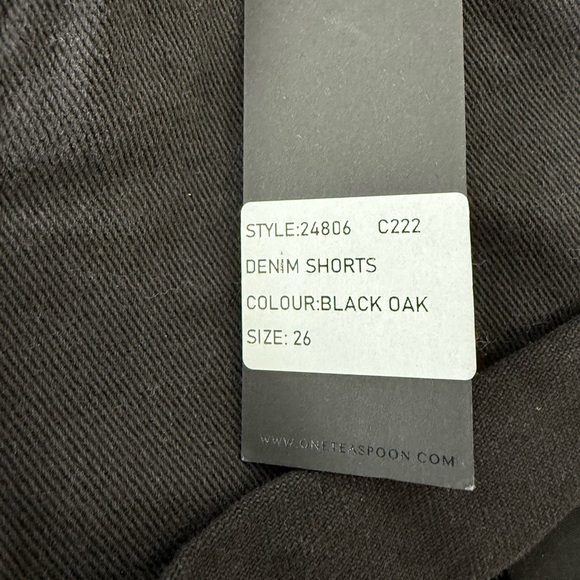 STYLE:24806 C222
DENIM SHORTS
COLOUR:BLACK OAK
SIZE: 26
WWW.ONETEASPOON.COM